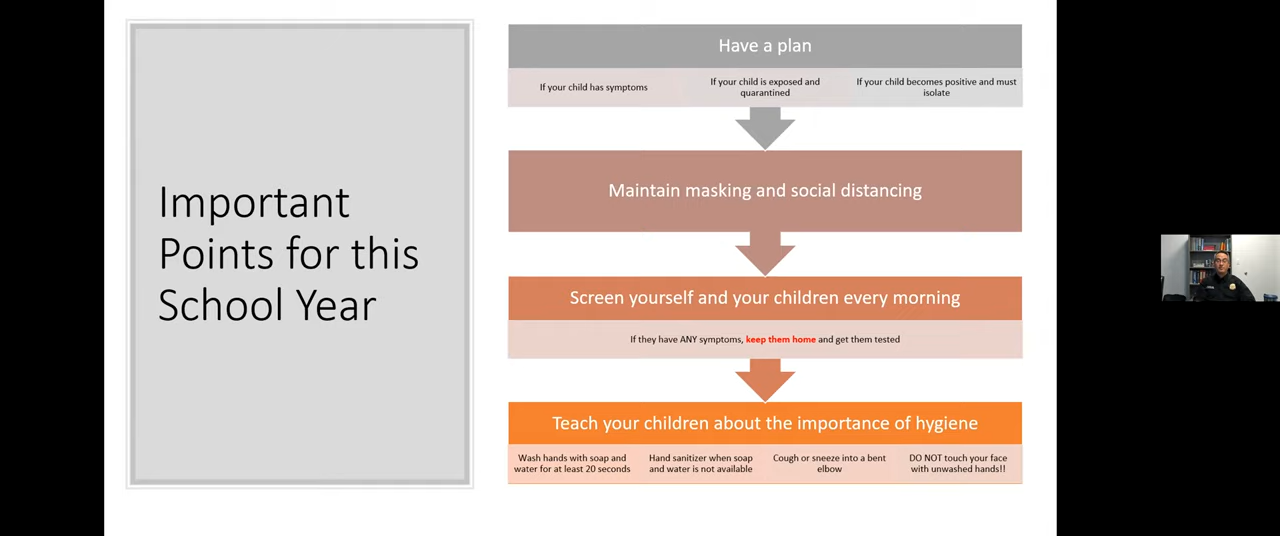 Important
Points for this
School Year
Have a plan
If your child has symptoms
If your child is exposed and
quarantined
If your child becomes positive and must
isolate
Maintain masking and social distancing
Screen yourself and your children every morning
If they have ANY symptoms, keep them home and get them tested
Teach your children about the importance of hygiene
Wash hands with soap and
water for at least 20 seconds
Hand sanitizer when soap
and water is not available
Cough or sneeze into a bent
elbow
DO NOT touch your face
with unwashed hands!!